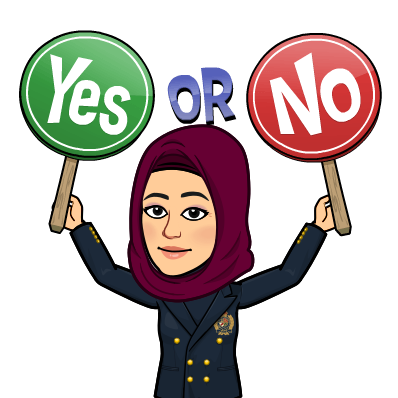 Yes OR No